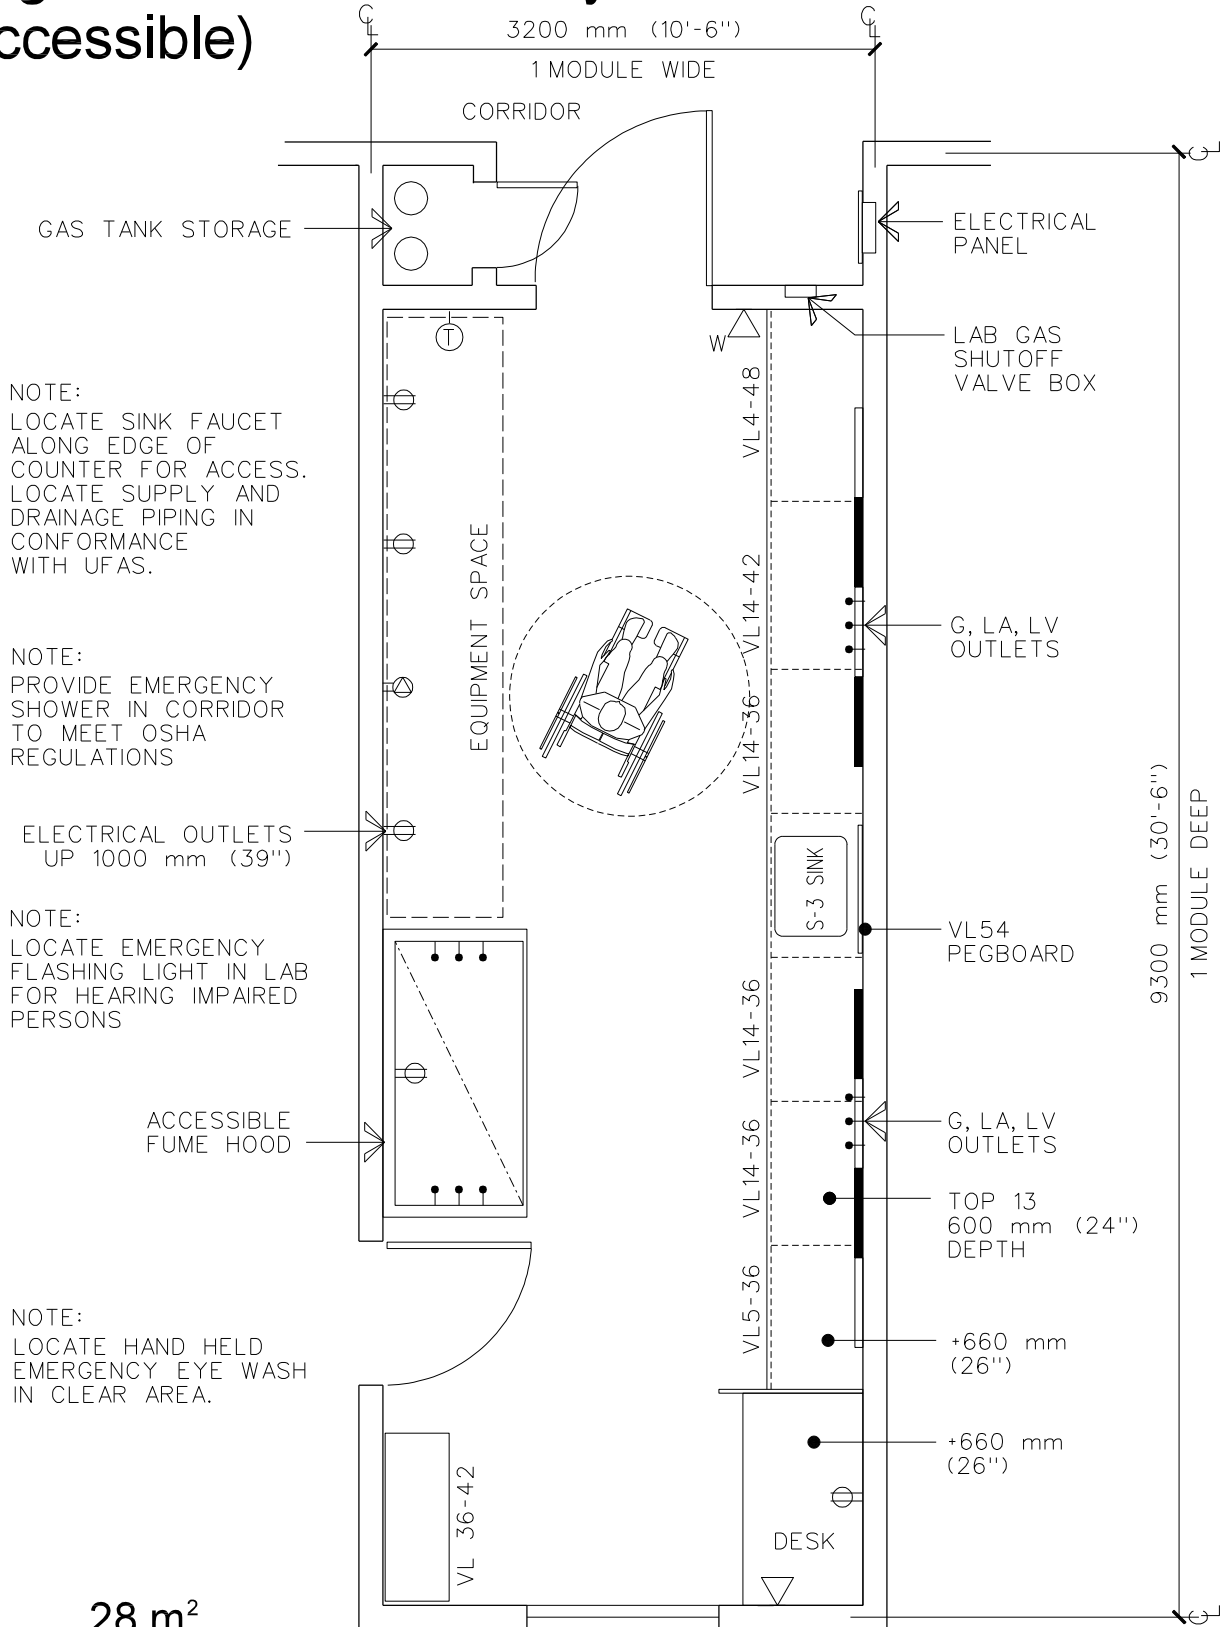 ccessible)
3200 mm (10'-6")
1 MODULE WIDE
CORRIDOR
GAS TANK STORAGE
ELECTRICAL
PANEL
LAB GAS
SHUTOFF
VALVE BOX
T
W
NOTE:
LOCATE SINK FAUCET
ALONG EDGE OF
COUNTER FOR ACCESS.
LOCATE SUPPLY AND
DRAINAGE PIPING IN
CONFORMANCE
WITH UFAS.
NOTE:
PROVIDE EMERGENCY
SHOWER IN CORRIDOR
TO MEET OSHA
REGULATIONS
ELECTRICAL OUTLETS
UP 1000 mm (39")
NOTE:
LOCATE EMERGENCY
FLASHING LIGHT IN LAB
FOR HEARING IMPAIRED
PERSONS
ACCESSIBLE
FUME HOOD
NOTE:
LOCATE HAND HELD
EMERGENCY EYE WASH
IN CLEAR AREA.
EQUIPMENT SPACE
VL4-48
VL14-42
VL14-36
S-3 SINK
VL14-36
VL14-36
VL5-36
VL 36-42
DESK
G, LA, LV
OUTLETS
VL54
PEGBOARD
G, LA, LV
OUTLETS
TOP 13
600 mm (24")
DEPTH
+660 mm
(26")
+660 mm
(26")
9300 mm (30'-6")
1 MODULE DEEP
28 m²